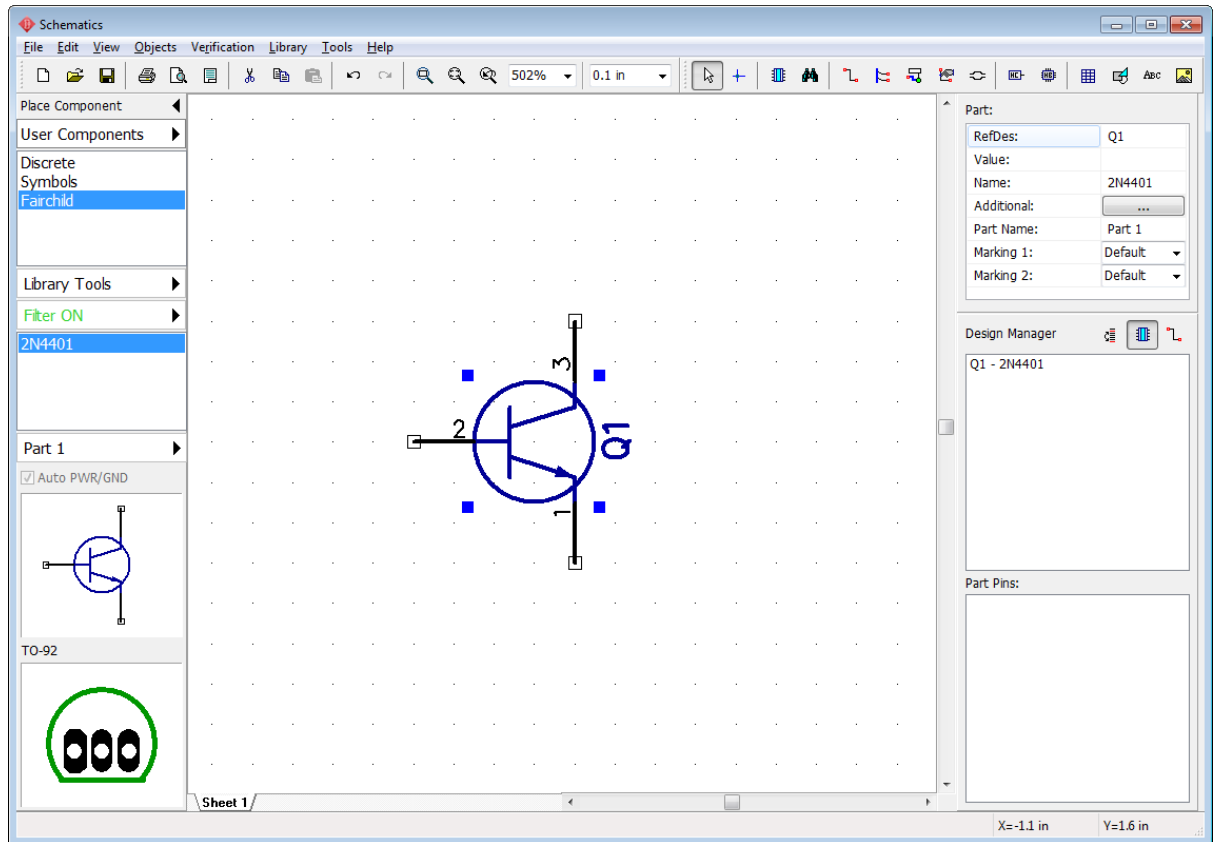 Schematics
File Edit View Objects Verification Library Tools Help
502% 0.1 in ABC
Place Component
User Components
Discrete
Symbols
Fairchild
Library Tools
Filter ON
2N4401
Part 1
Auto PWR/GND
TO-92
3
2
Q1
1
Sheet 1
Part:
RefDes: Q1
Value:
Name: 2N4401
Additional: ...
Part Name: Part 1
Marking 1: Default
Marking 2: Default
Design Manager
Q1 - 2N4401
Part Pins:
X=-1.1 in Y=1.6 in